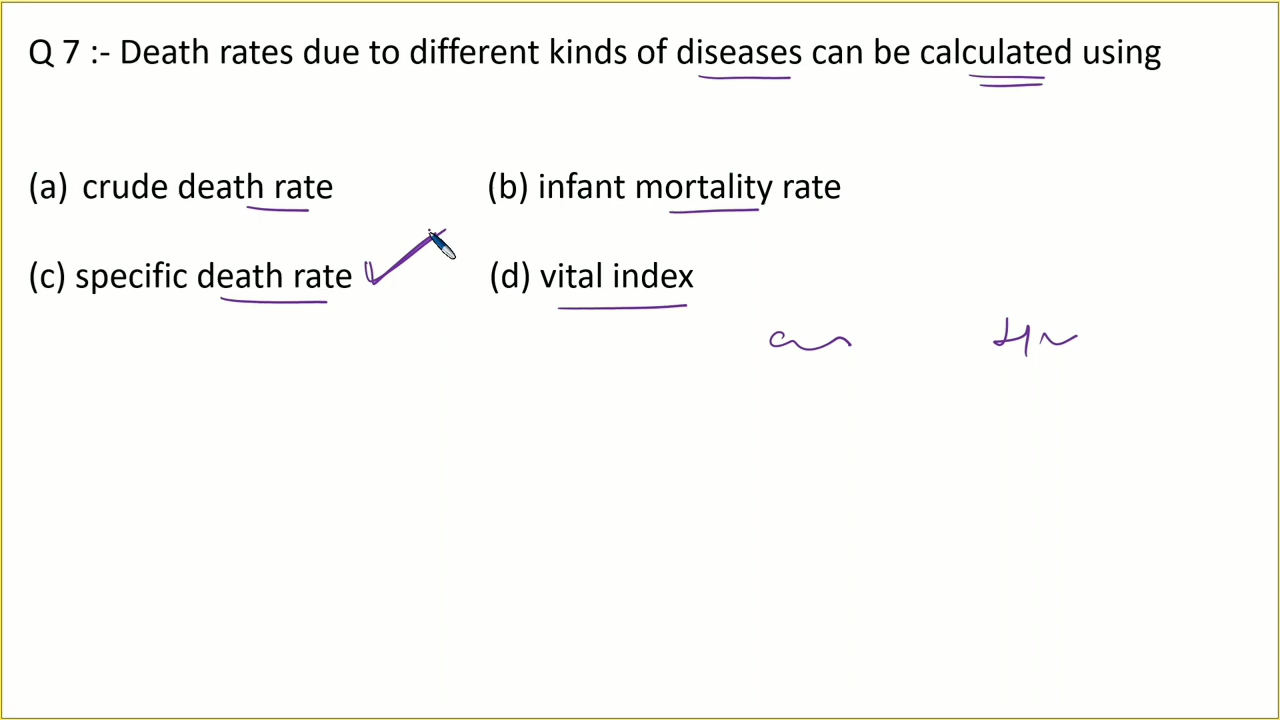 Q 7 :- Death rates due to different kinds of diseases can be calculated using
(a) crude death rate (b) infant mortality rate
(c) specific death rate (d) vital index